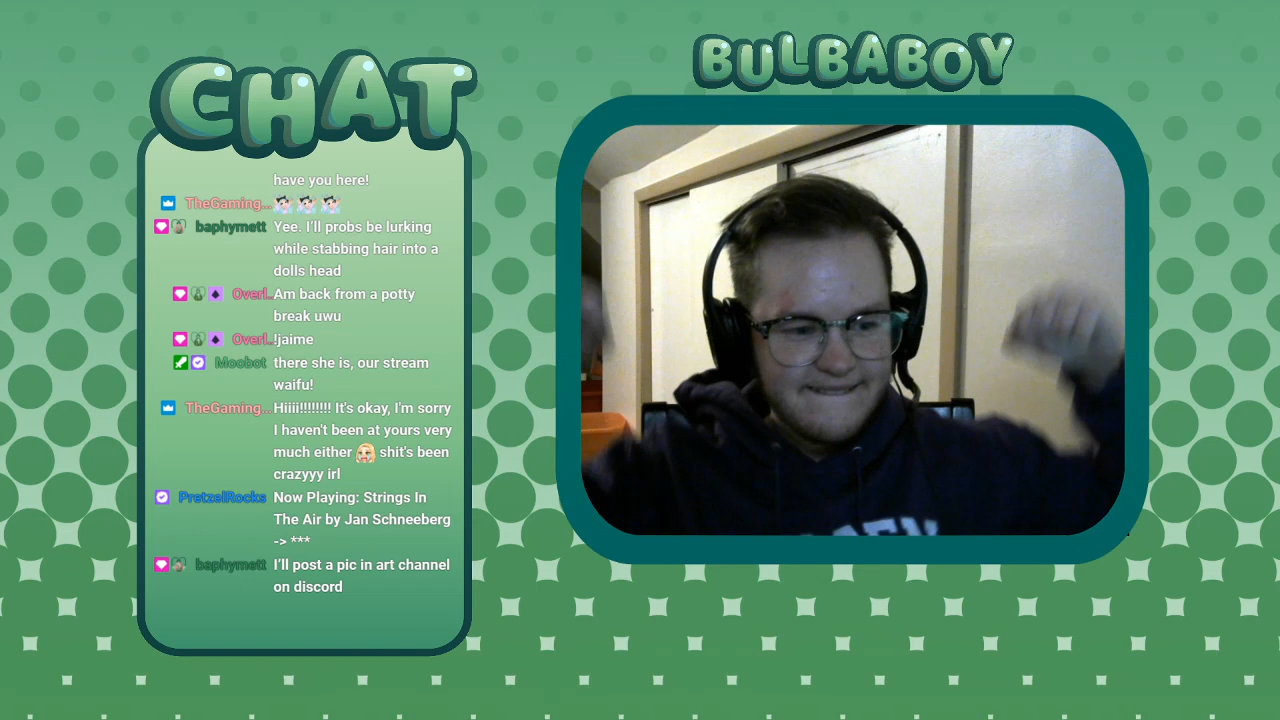 CHAT
have you here!
TheGaming...
baphymett Yee. I'll probs be lurking
while stabbing hair into a
dolls head
Overl... Am back from a potty
break uwu
Overl... !jaime
Moobot there she is, our stream
waifu!
TheGaming... Hiiii!!!!!!!! It's okay, I'm sorry
I haven't been at yours very
much either shit's been
crazyyy irl
PretzelRocks Now Playing: Strings In
The Air by Jan Schneeberg
-> ***
baphymett I'll post a pic in art channel
on discord
BULBABOY